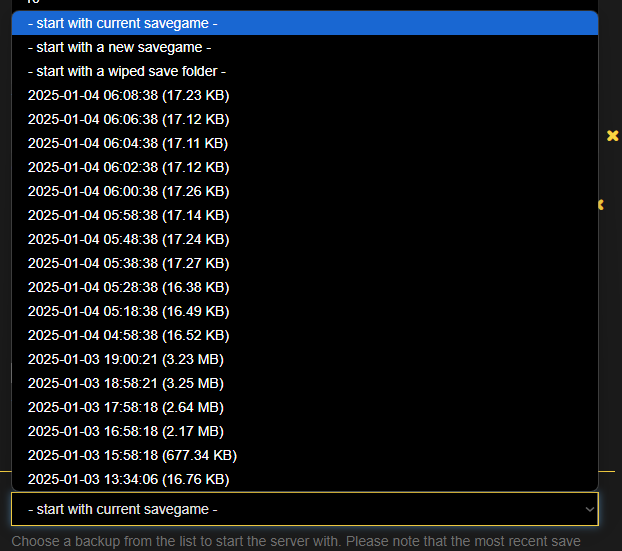 - start with current savegame -
- start with a new savegame -
- start with a wiped save folder -
2025-01-04 06:08:38 (17.23 KB)
2025-01-04 06:06:38 (17.12 KB)
2025-01-04 06:04:38 (17.11 KB)
2025-01-04 06:02:38 (17.12 KB)
2025-01-04 06:00:38 (17.26 KB)
2025-01-04 05:58:38 (17.14 KB)
2025-01-04 05:48:38 (17.24 KB)
2025-01-04 05:38:38 (17.27 KB)
2025-01-04 05:28:38 (16.38 KB)
2025-01-04 05:18:38 (16.49 KB)
2025-01-04 04:58:38 (16.52 KB)
2025-01-03 19:00:21 (3.23 MB)
2025-01-03 18:58:21 (3.25 MB)
2025-01-03 17:58:18 (2.64 MB)
2025-01-03 16:58:18 (2.17 MB)
2025-01-03 15:58:18 (677.34 KB)
2025-01-03 13:34:06 (16.76 KB)
- start with current savegame -
Choose a backup from the list to start the server with. Please note that the most recent save